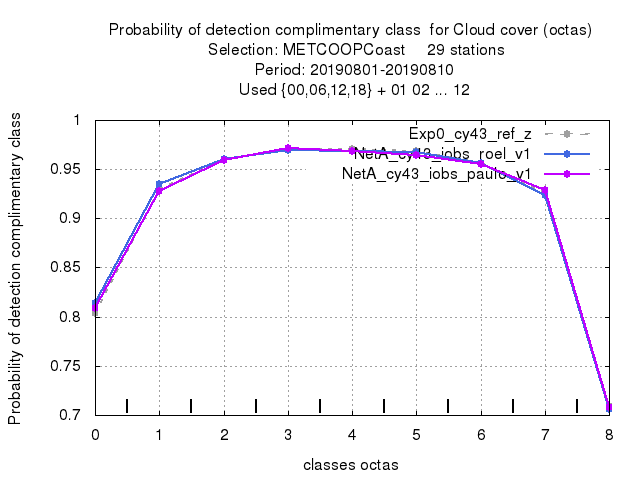 Probability of detection complimentary class  for Cloud cover (octas)
Selection: METCOOPCoast    29 stations
Period: 20190801-20190810
Used {00,06,12,18} + 01 02 ... 12
Probability of detection complimentary class
1
0.95
0.9
0.85
0.8
0.75
0.7
Exp0_cy43_ref_z
NetA_cy43_iobs_roel_v1
NetA_cy43_iobs_paulo_v1
0 1 2 3 4 5 6 7 8
classes octas